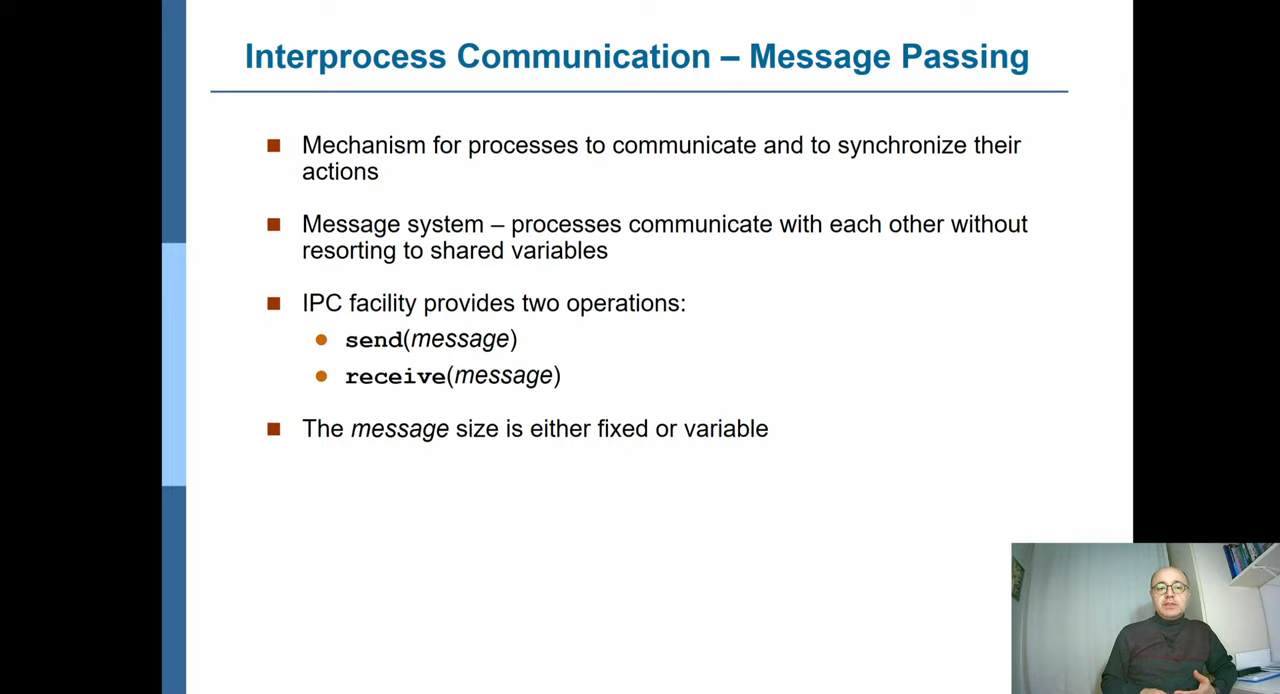 Interprocess Communication – Message Passing
Mechanism for processes to communicate and to synchronize their
actions
Message system – processes communicate with each other without
resorting to shared variables
IPC facility provides two operations:
send(message)
receive(message)
The message size is either fixed or variable